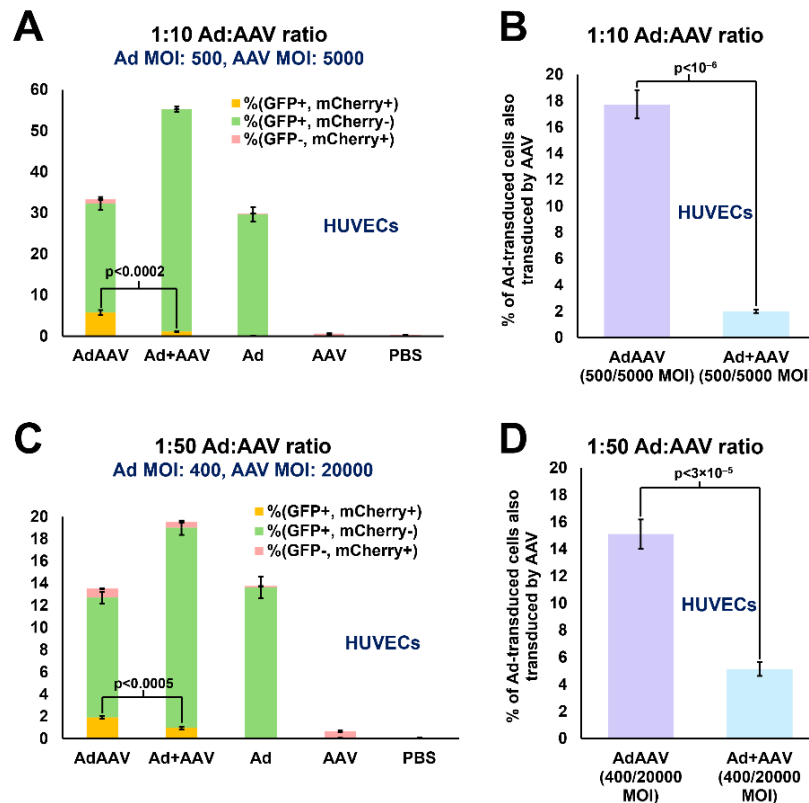 A
1:10 Ad:AAV ratio
Ad MOI: 500, AAV MOI: 5000
60
50
40
30
20
10
0
%(GFP+, mCherry+)
%(GFP+, mCherry-)
%(GFP-, mCherry+)
HUVECs
p<0.0002
AdAAV
Ad+AAV
Ad
AAV
PBS
B
1:10 Ad:AAV ratio
% of Ad-transduced cells also
transduced by AAV
20
18
16
14
12
10
8
6
4
2
0
p<10⁻⁶
HUVECs
AdAAV
(500/5000 MOI)
Ad+AAV
(500/5000 MOI)
C
1:50 Ad:AAV ratio
Ad MOI: 400, AAV MOI: 20000
20
18
16
14
12
10
8
6
4
2
0
%(GFP+, mCherry+)
%(GFP+, mCherry-)
%(GFP-, mCherry+)
HUVECs
p<0.0005
AdAAV
Ad+AAV
Ad
AAV
PBS
D
1:50 Ad:AAV ratio
% of Ad-transduced cells also
transduced by AAV
20
18
16
14
12
10
8
6
4
2
0
p<3×10⁻⁵
HUVECs
AdAAV
(400/20000
MOI)
Ad+AAV
(400/20000
MOI)